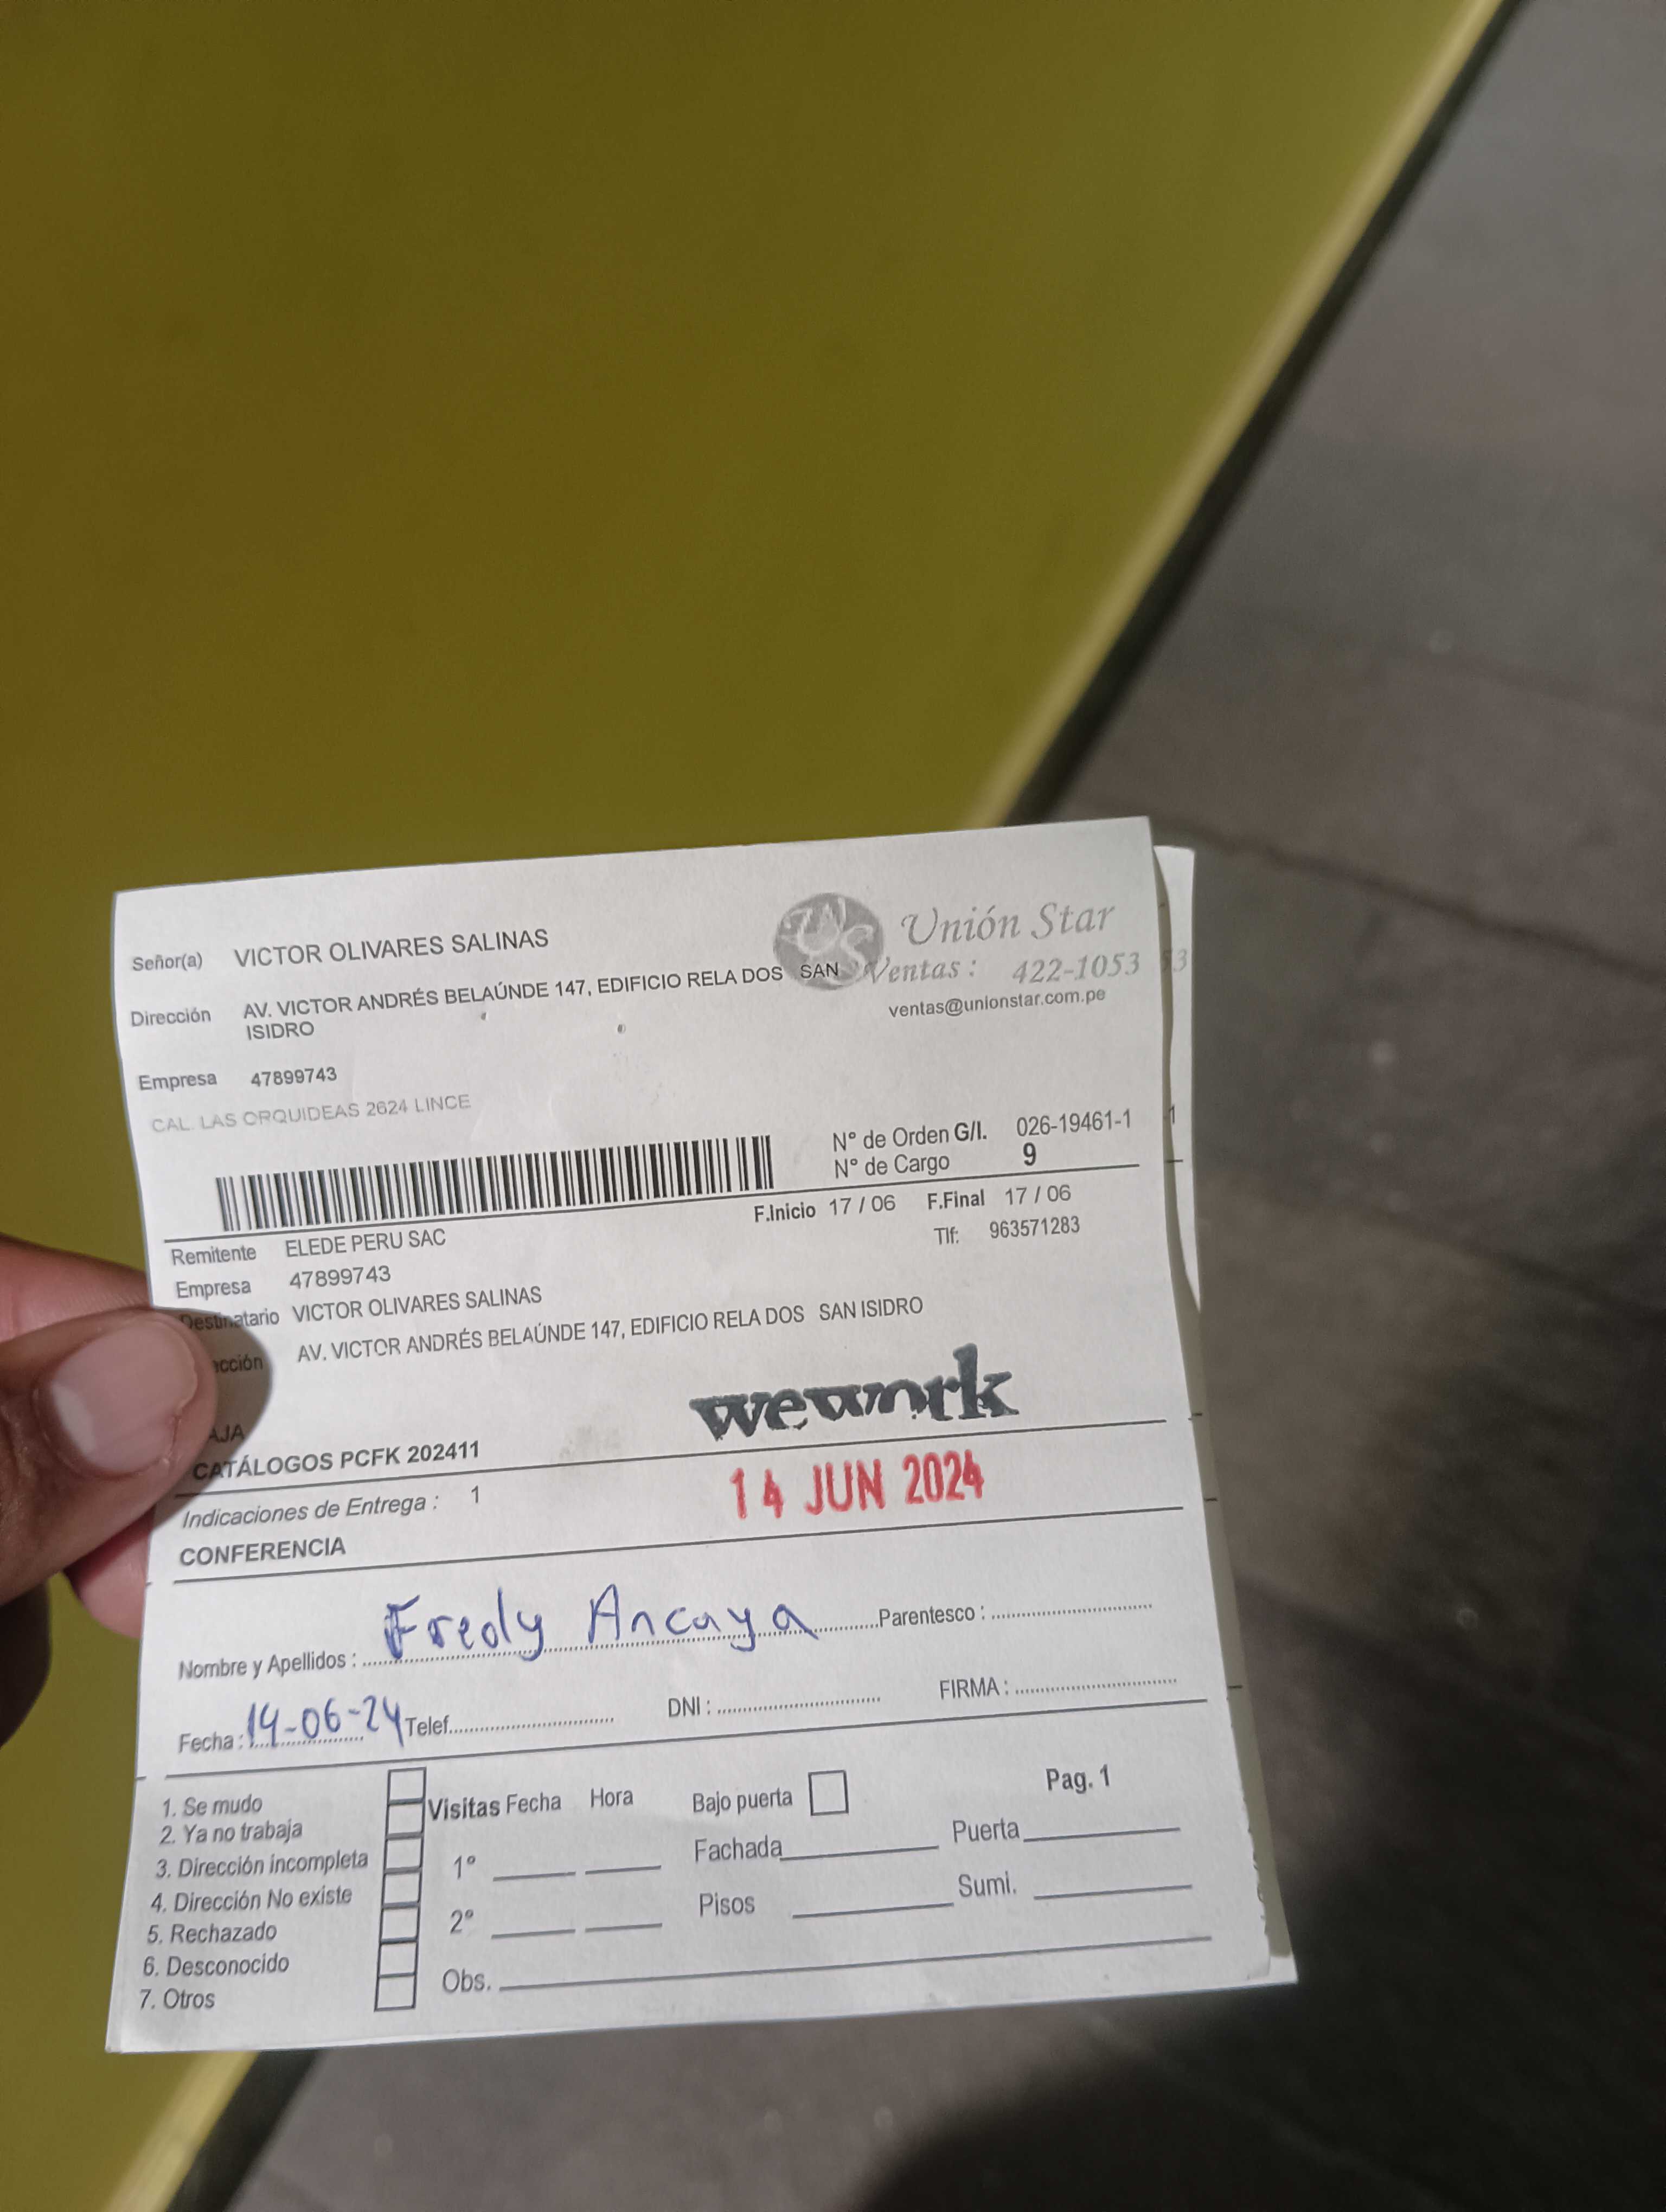 Señor(a) VICTOR OLIVARES SALINAS
Unión Star
Dirección AV. VICTOR ANDRÉS BELAÚNDE 147, EDIFICIO RELA DOS SAN
ISIDRO
Ventas : 422-1053 53
ventas@unionstar.com.pe
Empresa 47899743
CAL. LAS ORQUIDEAS 2624 LINCE
N° de Orden G/I. 026-19461-1 -1
N° de Cargo 9
F.Inicio 17 / 06 F.Final 17 / 06
Remitente ELEDE PERU SAC
Tlf: 963571283
Empresa 47899743
Destinatario VICTOR OLIVARES SALINAS
ección AV. VICTOR ANDRÉS BELAÚNDE 147, EDIFICIO RELA DOS SAN ISIDRO
wework
AJA
CATÁLOGOS PCFK 202411
14 JUN 2024
Indicaciones de Entrega : 1
CONFERENCIA
Nombre y Apellidos : Fredy Ancaya Parentesco :
Fecha : 14-06-24 Telef. DNI : FIRMA :
1. Se mudo
2. Ya no trabaja
3. Dirección incompleta
4. Dirección No existe
5. Rechazado
6. Desconocido
7. Otros
Visitas Fecha Hora
1°
2°
Obs.
Bajo puerta
Pag. 1
Fachada
Puerta
Pisos
Sumi.